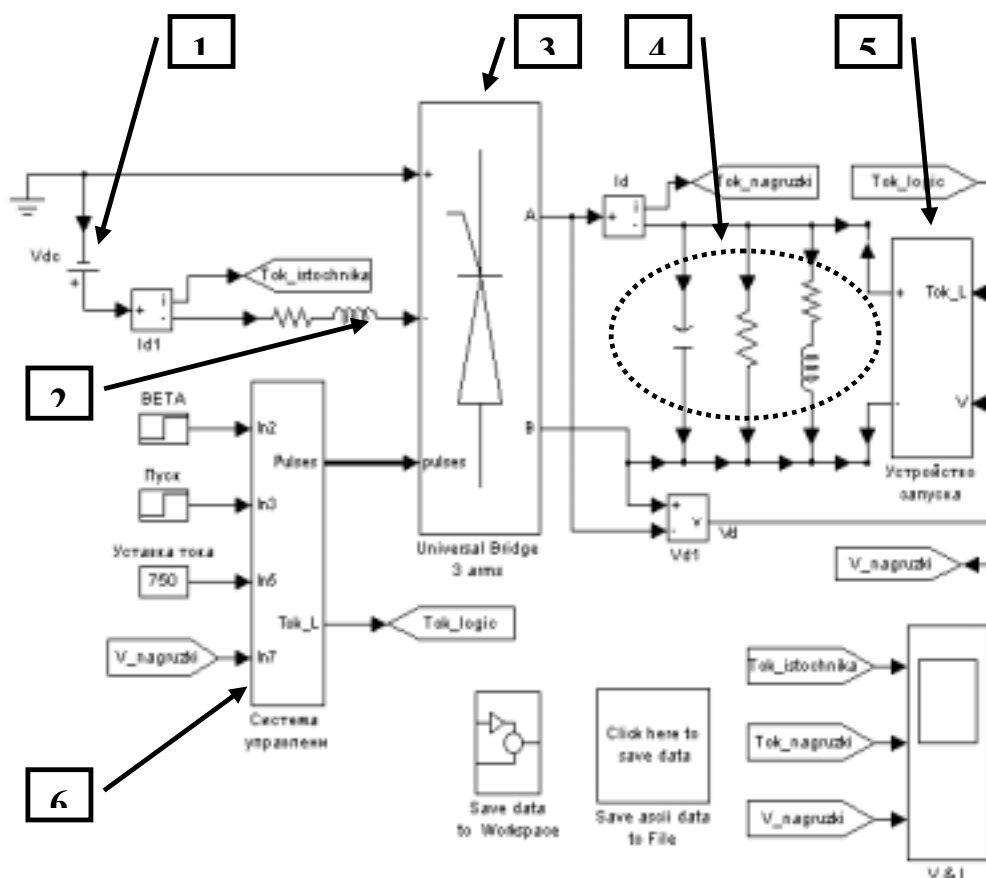 1
3
4
5
Id
Tok_nagruzki
Tok_logic
+
A
+
i
-
Vdc
+
Tok_istochnika
+
i
-
Id1
-
+
Tok_L
-
V
Устройство
запуска
2
BETA
In2
Pulses
pulses
B
Пуск
In3
Universal Bridge
3 arms
+
-
v
Vd
Vd1
Уставка тока
750
In5
V_nagruzki
Tok_L
Tok_logic
V_nagruzki
In7
Система
управлени
Tok_istochnika
Tok_nagruzki
V_nagruzki
V & I
6
Click here to
save data
Save data
to Workspace
Save ascii data
to File